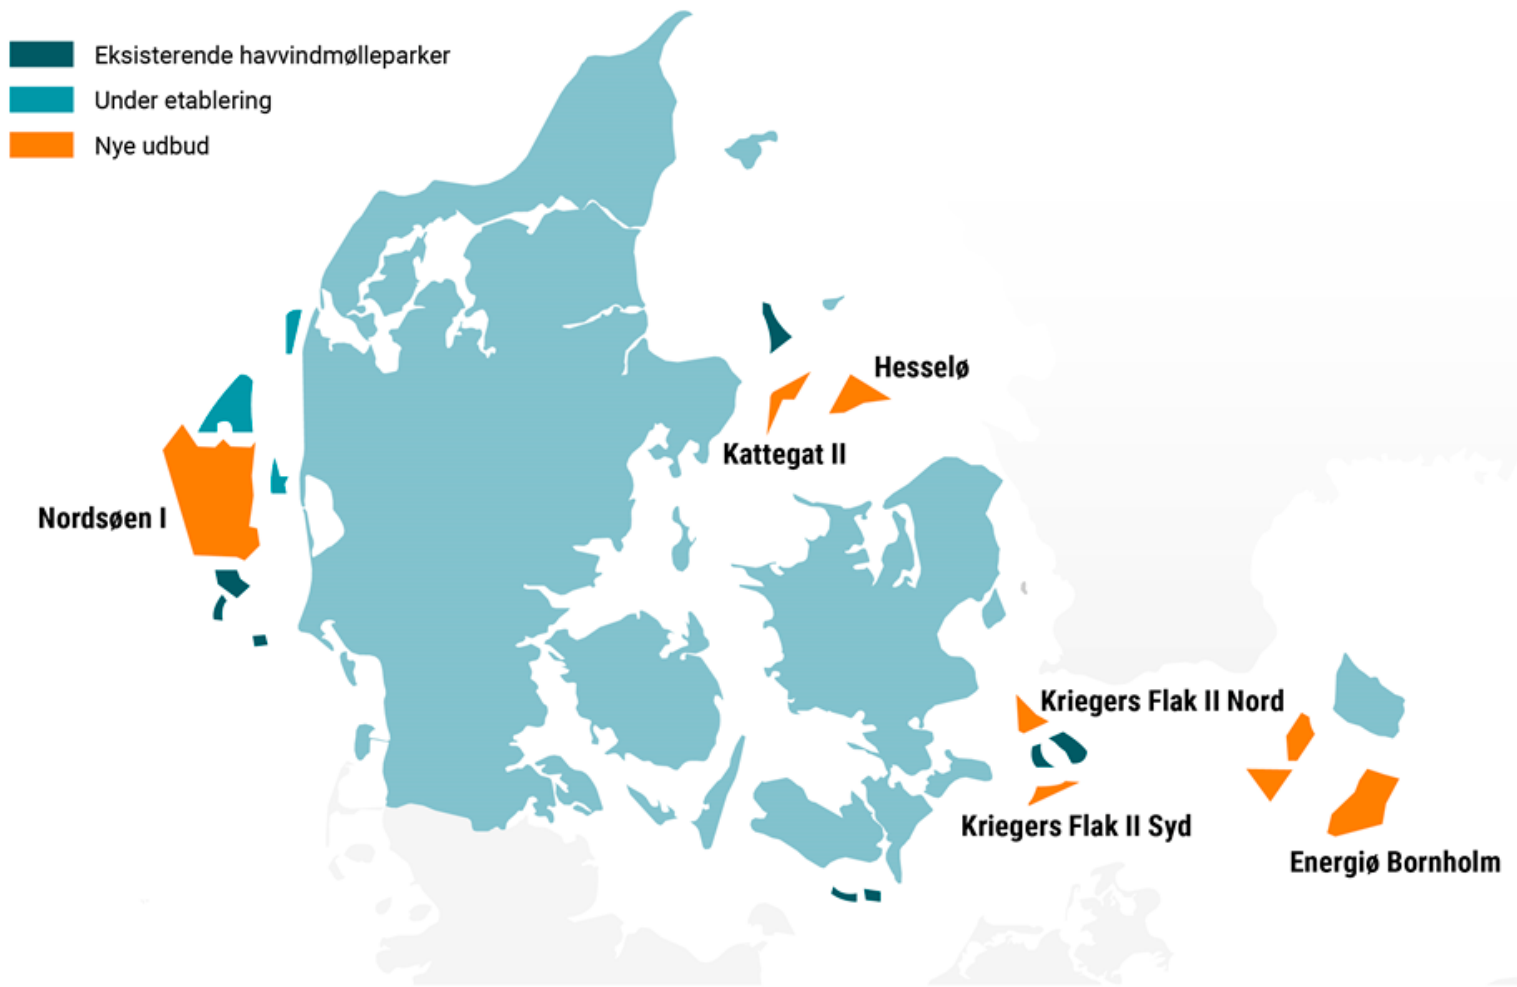 Eksisterende havvindmølleparker
Under etablering
Nye udbud
Hesselø
Kattegat II
Nordsøen I
Kriegers Flak II Nord
Kriegers Flak II Syd
Energiø Bornholm